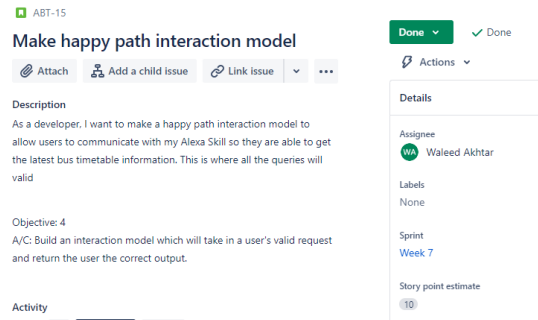 ABT-15
Make happy path interaction model
Attach Add a child issue Link issue
Description
As a developer, I want to make a happy path interaction model to
allow users to communicate with my Alexa Skill so they are able to get
the latest bus timetable information. This is where all the queries will
valid
Objective: 4
A/C: Build an interaction model which will take in a user's valid request
and return the user the correct output.
Activity
Done Done
Actions
Details
Assignee
WA Waleed Akhtar
Labels
None
Sprint
Week 7
Story point estimate
10